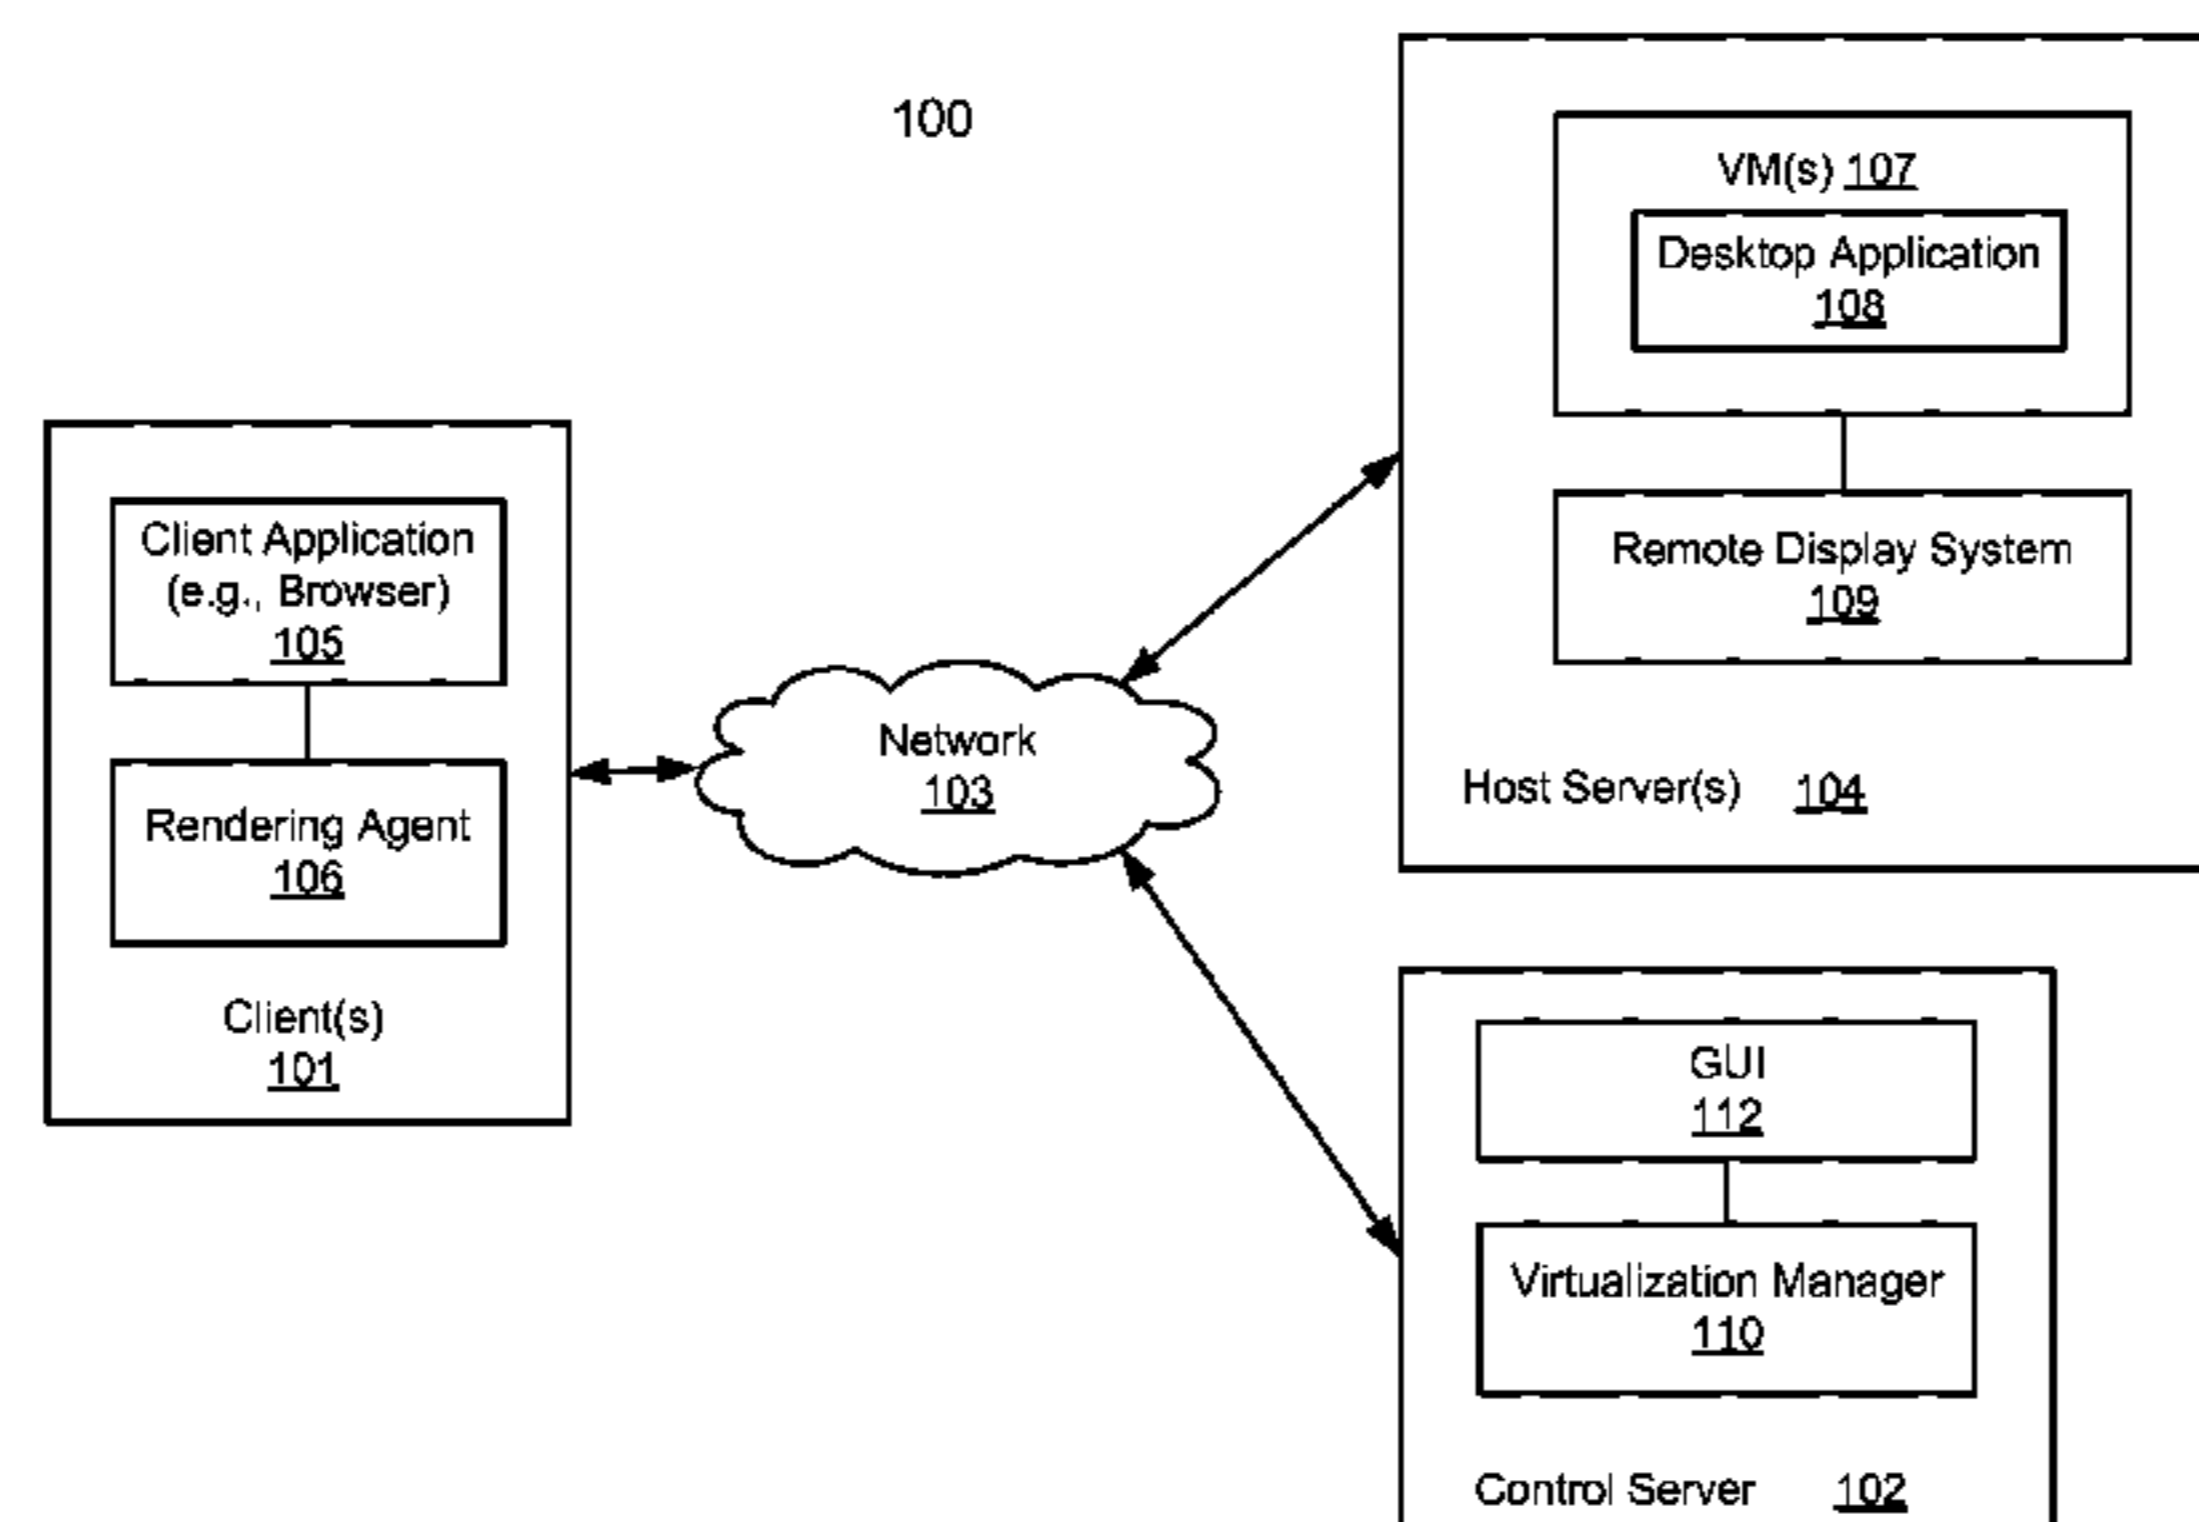 100
VM(s) 107
Desktop Application
108
Remote Display System
109
Host Server(s) 104
Client Application
(e.g., Browser)
105
Rendering Agent
106
Client(s)
101
Network
103
GUI
112
Virtualization Manager
110
Control Server 102